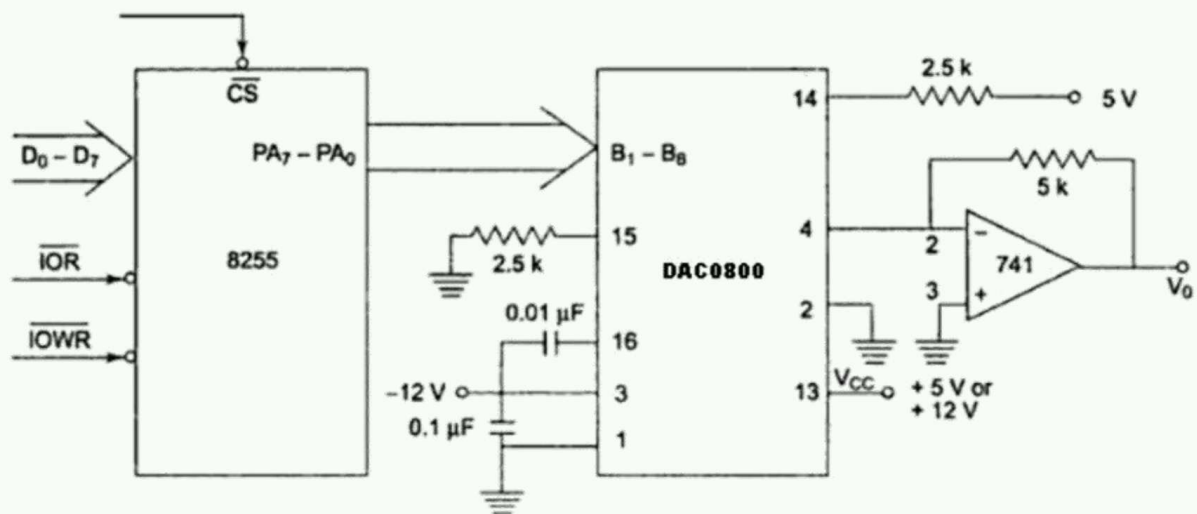 CS
D0 – D7
PA7 – PA0
IOR
8255
IOWR
B1 – B8
15
2.5 k
DAC0800
0.01 μF
16
–12 V
3
0.1 μF
1
14
2.5 k
5 V
5 k
4
2
–
741
3
+
V0
2
13
VCC
+ 5 V or
+ 12 V